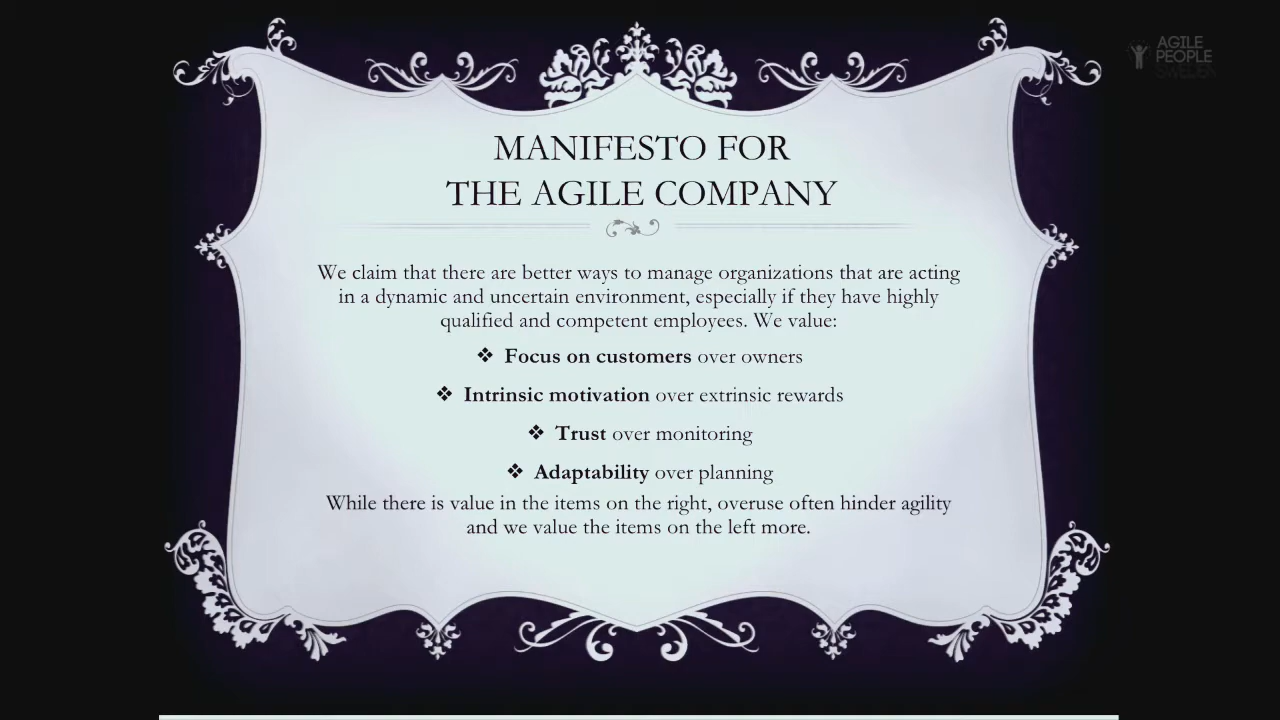 AGILE
PEOPLE
SWEDEN
MANIFESTO FOR
THE AGILE COMPANY
We claim that there are better ways to manage organizations that are acting
in a dynamic and uncertain environment, especially if they have highly
qualified and competent employees. We value:
❖ Focus on customers over owners
❖ Intrinsic motivation over extrinsic rewards
❖ Trust over monitoring
❖ Adaptability over planning
While there is value in the items on the right, overuse often hinder agility
and we value the items on the left more.